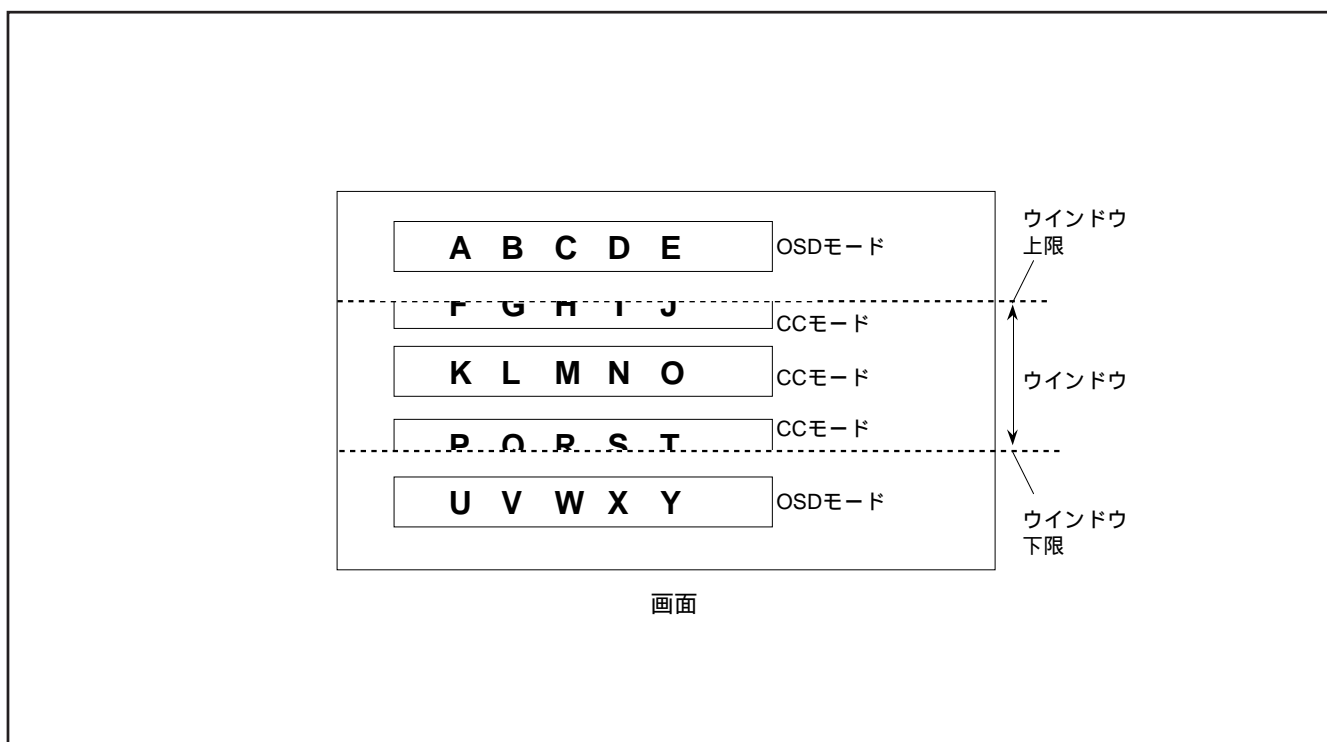 A B C D E
OSDモード
ウインドウ
上限
F G H I J
CCモード
K L M N O
CCモード
ウインドウ
CCモード
P Q R S T
U V W X Y
OSDモード
ウインドウ
下限
画面